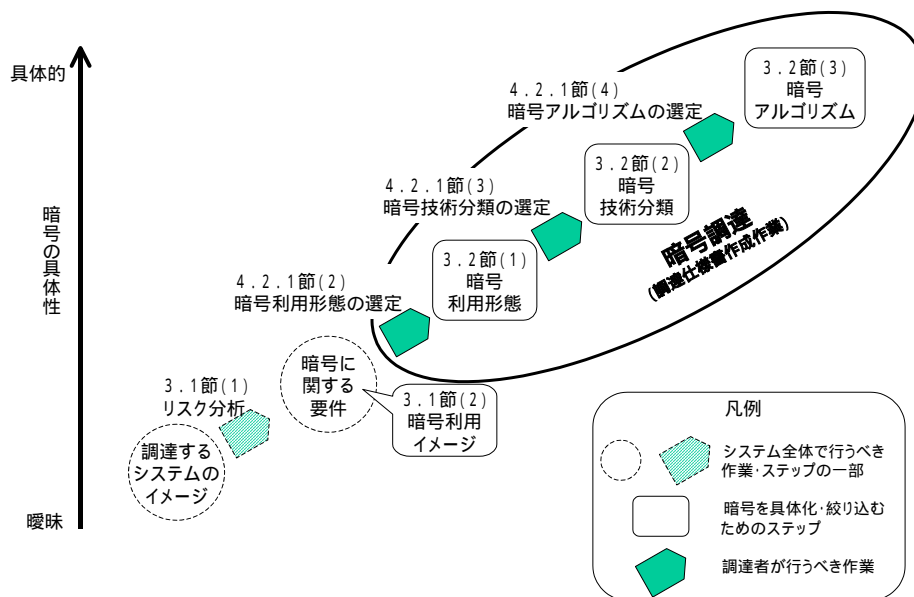 具体的
暗号の具体性
曖昧
3.2節(3)
暗号
アルゴリズム
4.2.1節(4)
暗号アルゴリズムの選定
3.2節(2)
暗号
技術分類
4.2.1節(3)
暗号技術分類の選定
3.2節(1)
暗号
利用形態
4.2.1節(2)
暗号利用形態の選定
暗号調達
(調達仕様書作成作業)
暗号に
関する
要件
3.1節(2)
暗号利用
イメージ
3.1節(1)
リスク分析
調達する
システムの
イメージ
凡例
システム全体で行うべき
作業・ステップの一部
暗号を具体化・絞り込む
ためのステップ
調達者が行うべき作業